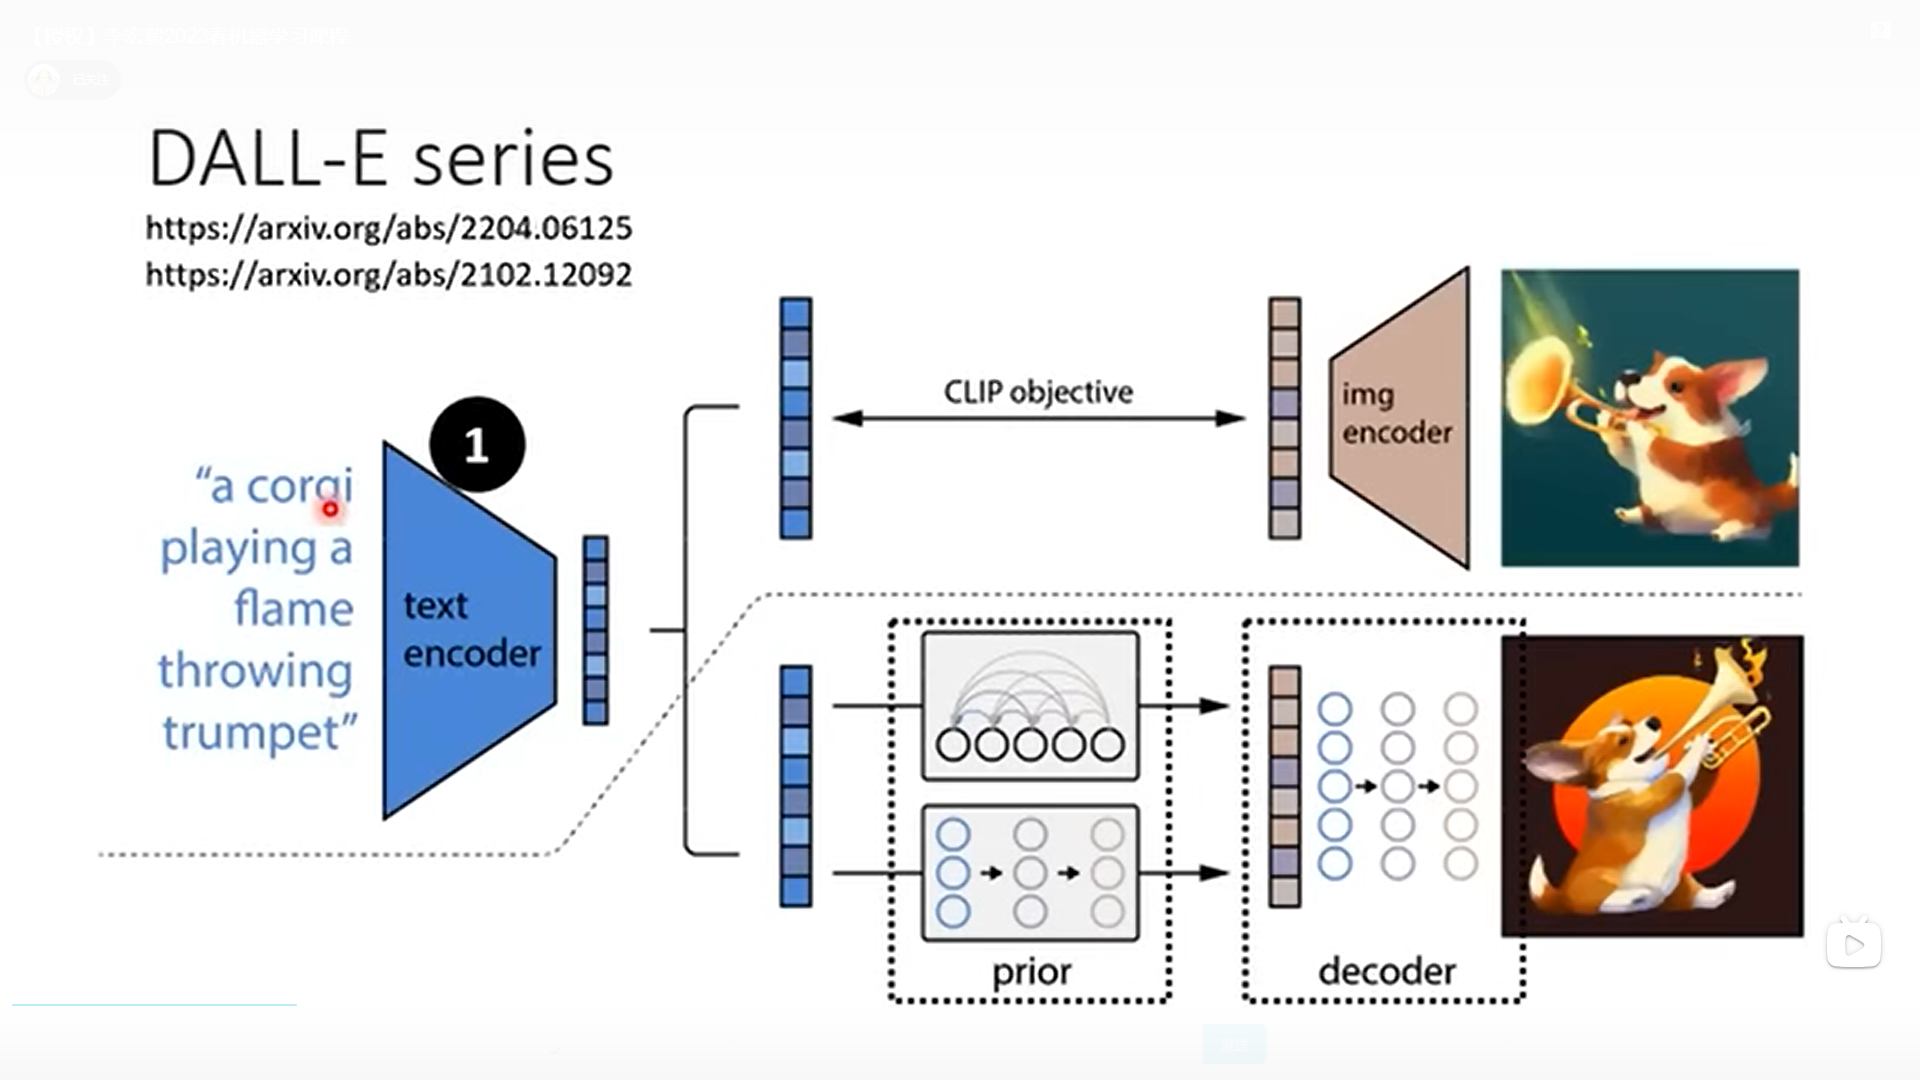 DALL-E series
https://arxiv.org/abs/2204.06125
https://arxiv.org/abs/2102.12092
1
“a corgi
playing a
flame
throwing
trumpet”
text
encoder
CLIP objective
img
encoder
prior
decoder